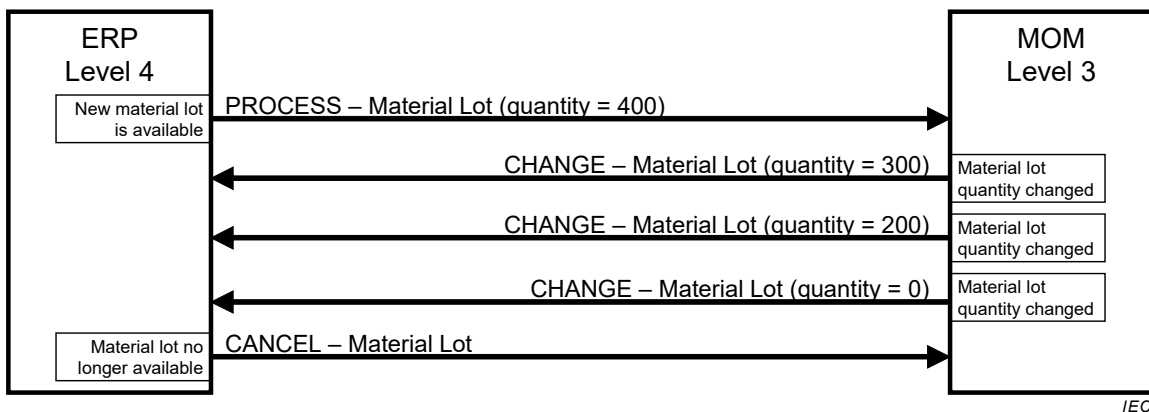 ERP
Level 4
MOM
Level 3
New material lot
is available
PROCESS – Material Lot (quantity = 400)
CHANGE – Material Lot (quantity = 300)
Material lot
quantity changed
CHANGE – Material Lot (quantity = 200)
Material lot
quantity changed
CHANGE – Material Lot (quantity = 0)
Material lot
quantity changed
Material lot no
longer available
CANCEL – Material Lot
IEC